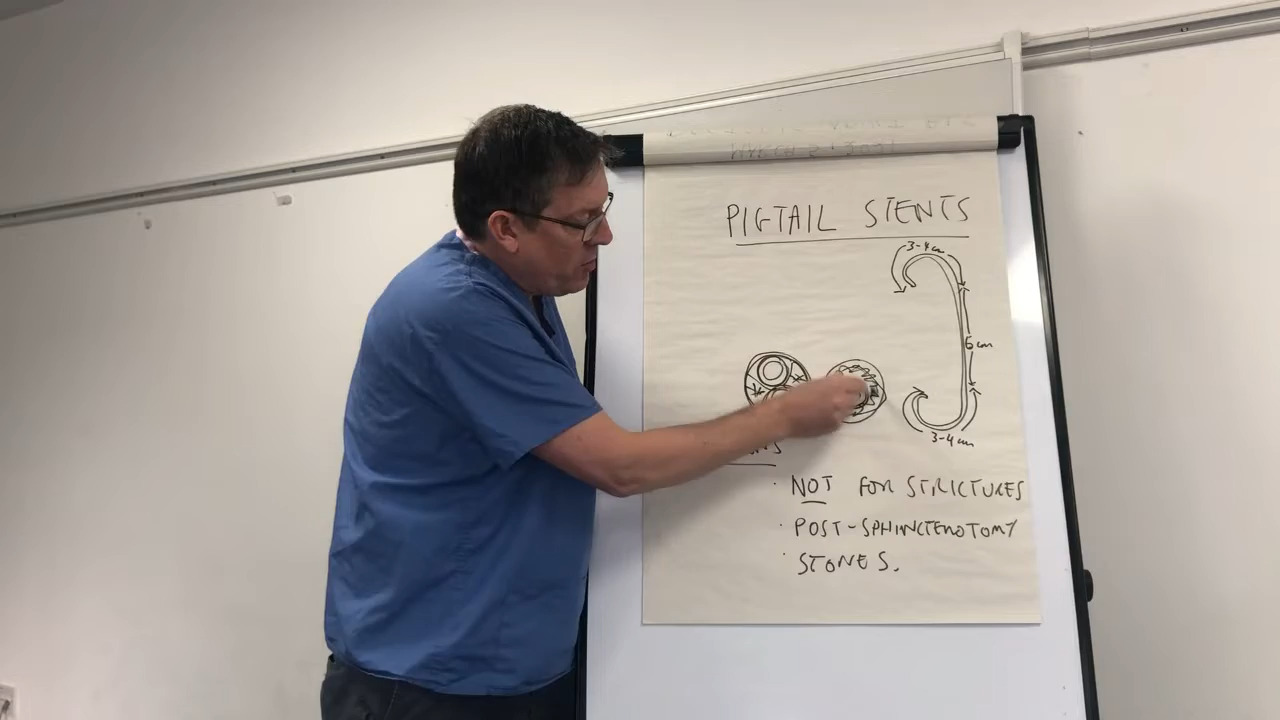 PIGTAIL STENTS
3-4cm
6cm
3-4cm
· NOT FOR STRICTURES
· POST-SPHINCTEROTOMY
· STONES.